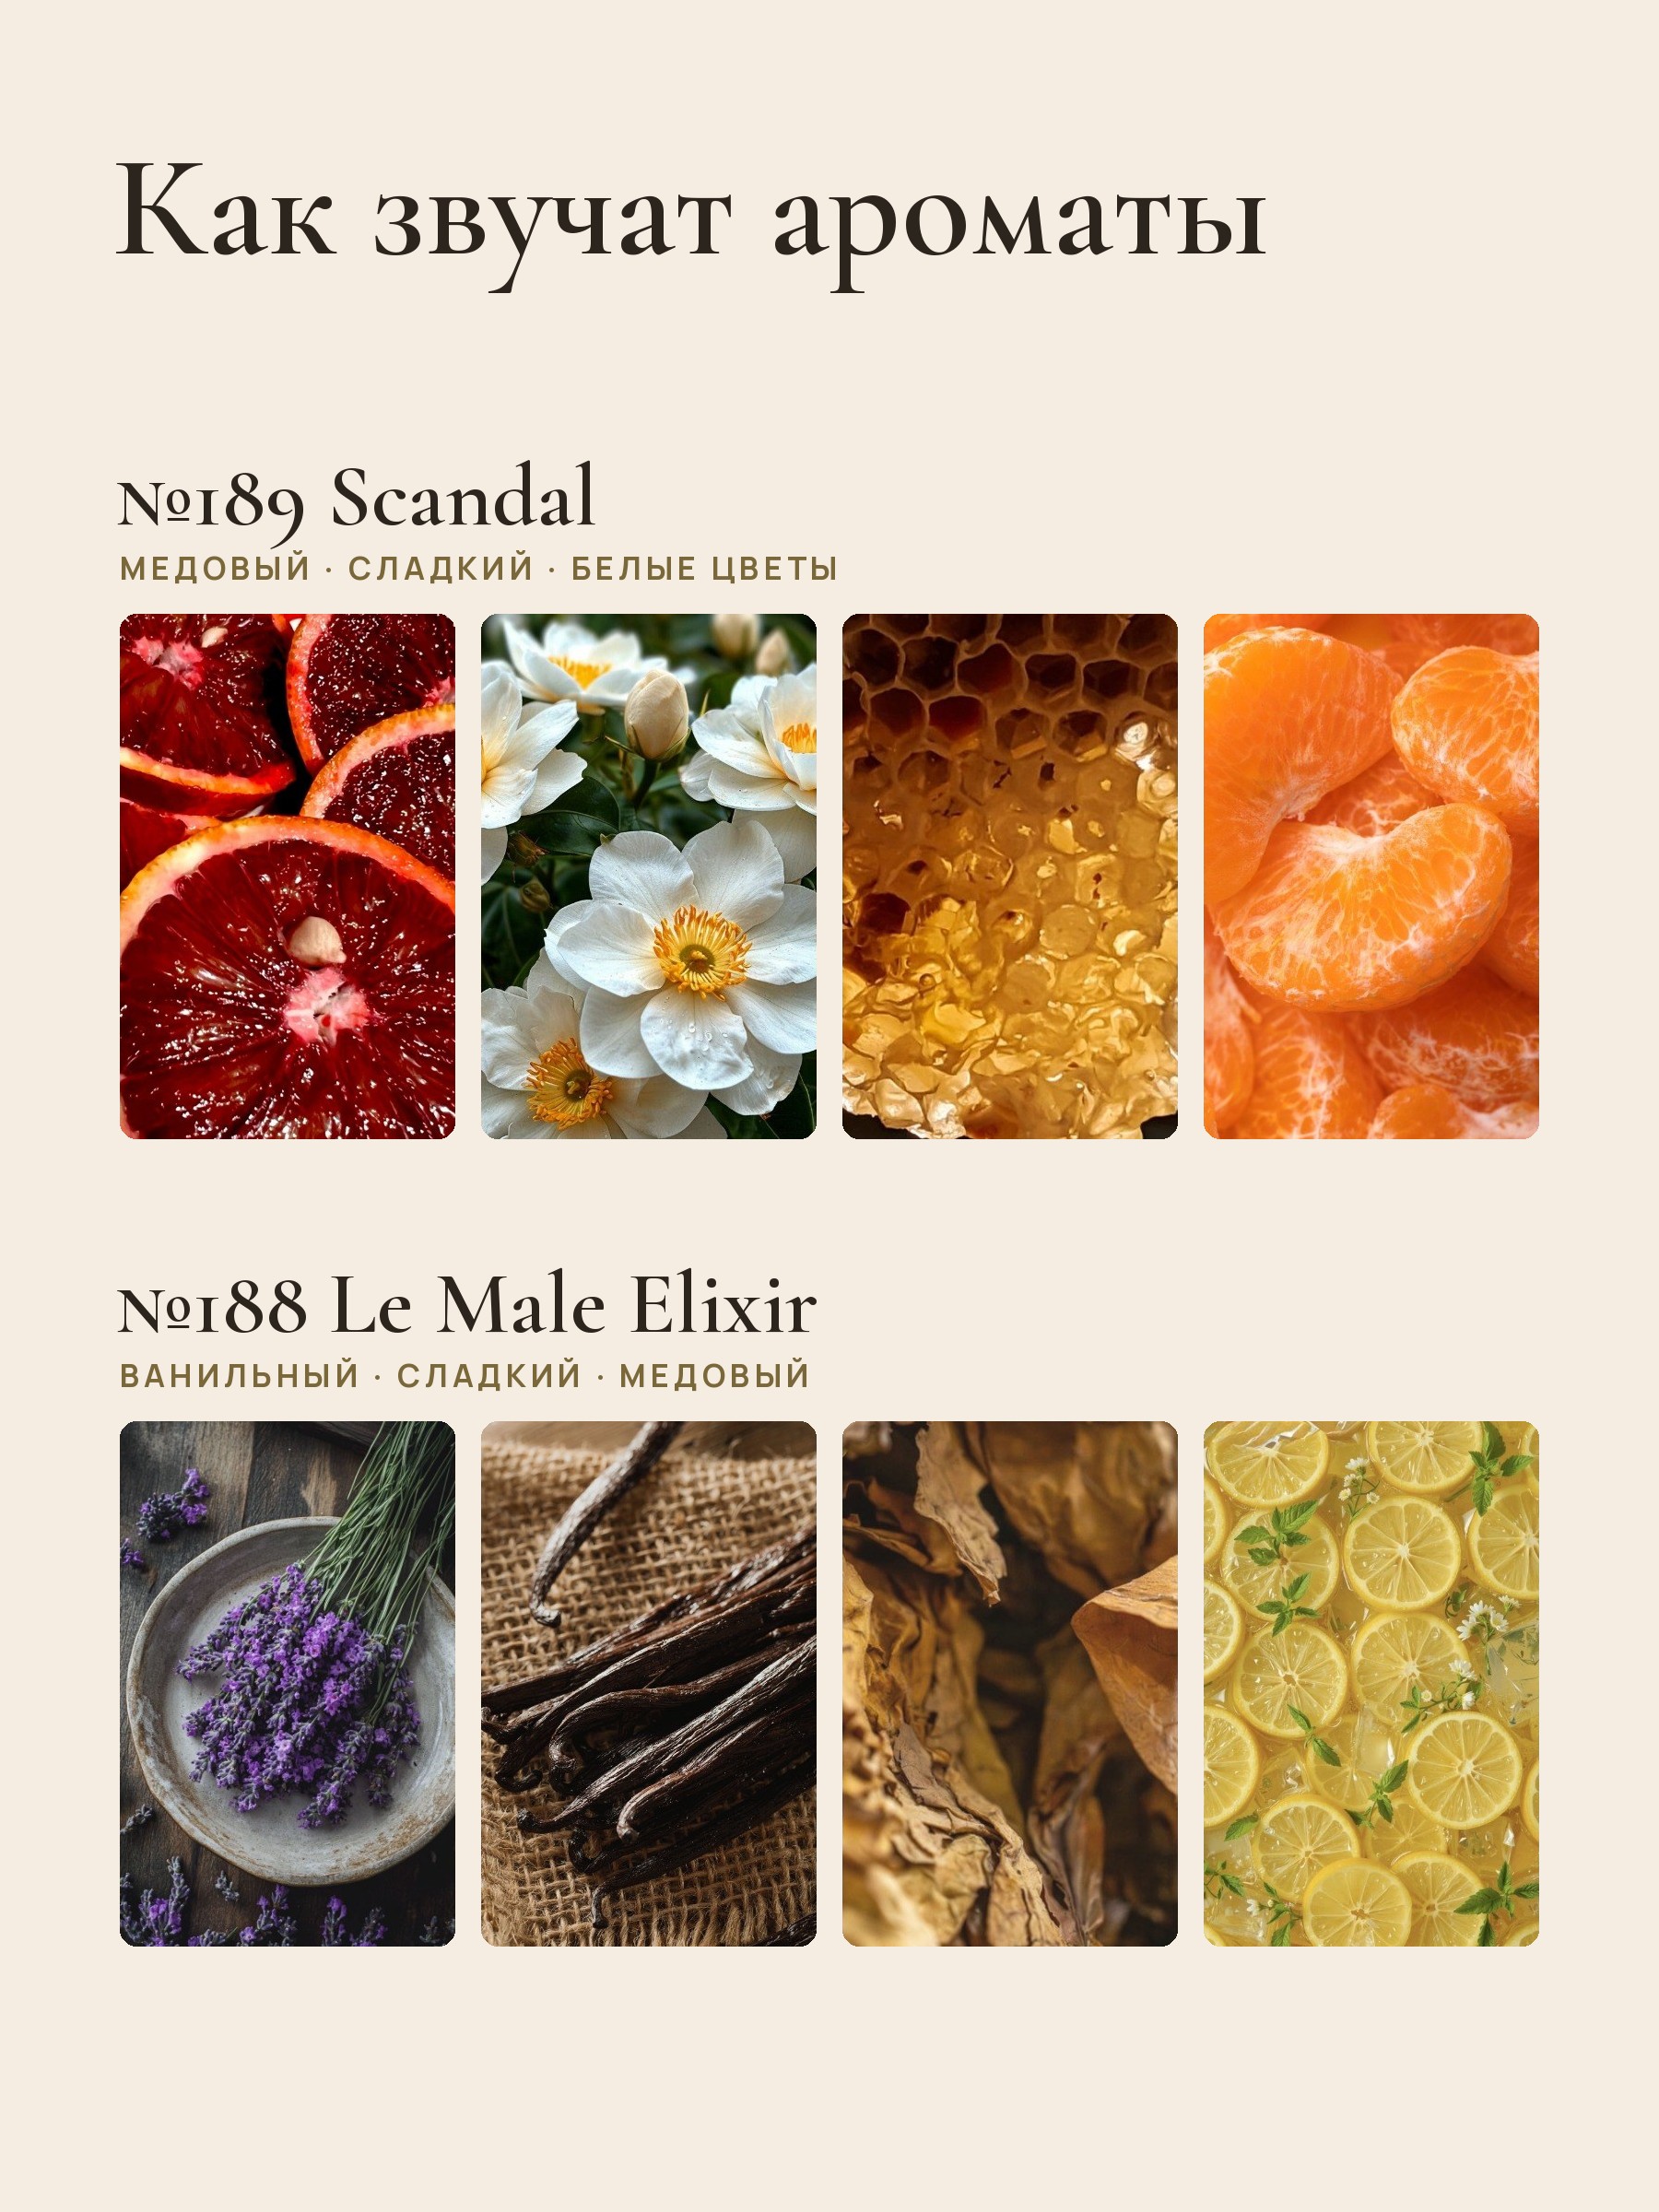 Как звучат ароматы
№189 Scandal
МЕДОВЫЙ · СЛАДКИЙ · БЕЛЫЕ ЦВЕТЫ
№188 Le Male Elixir
ВАНИЛЬНЫЙ · СЛАДКИЙ · МЕДОВЫЙ